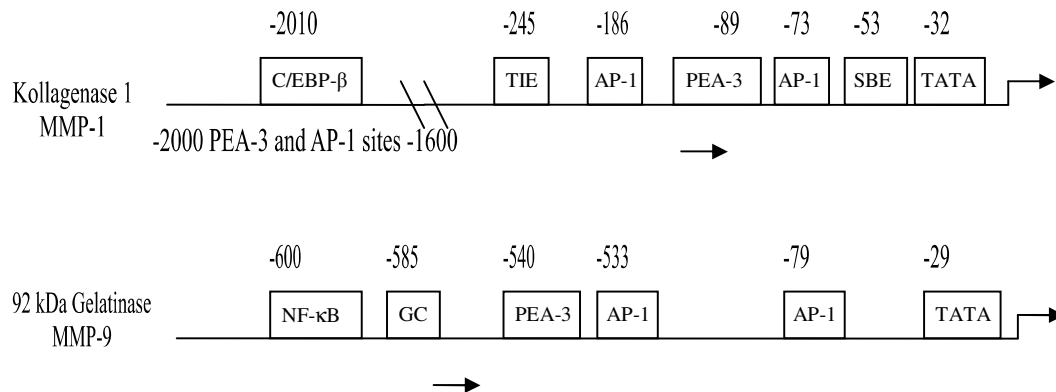 -2010 -245 -186 -89 -73 -53 -32
C/EBP-β TIE AP-1 PEA-3 AP-1 SBE TATA
Kollagenase 1
MMP-1
-2000 PEA-3 and AP-1 sites -1600
-600 -585 -540 -533 -79 -29
92 kDa Gelatinase
MMP-9
NF-κB GC PEA-3 AP-1 AP-1 TATA